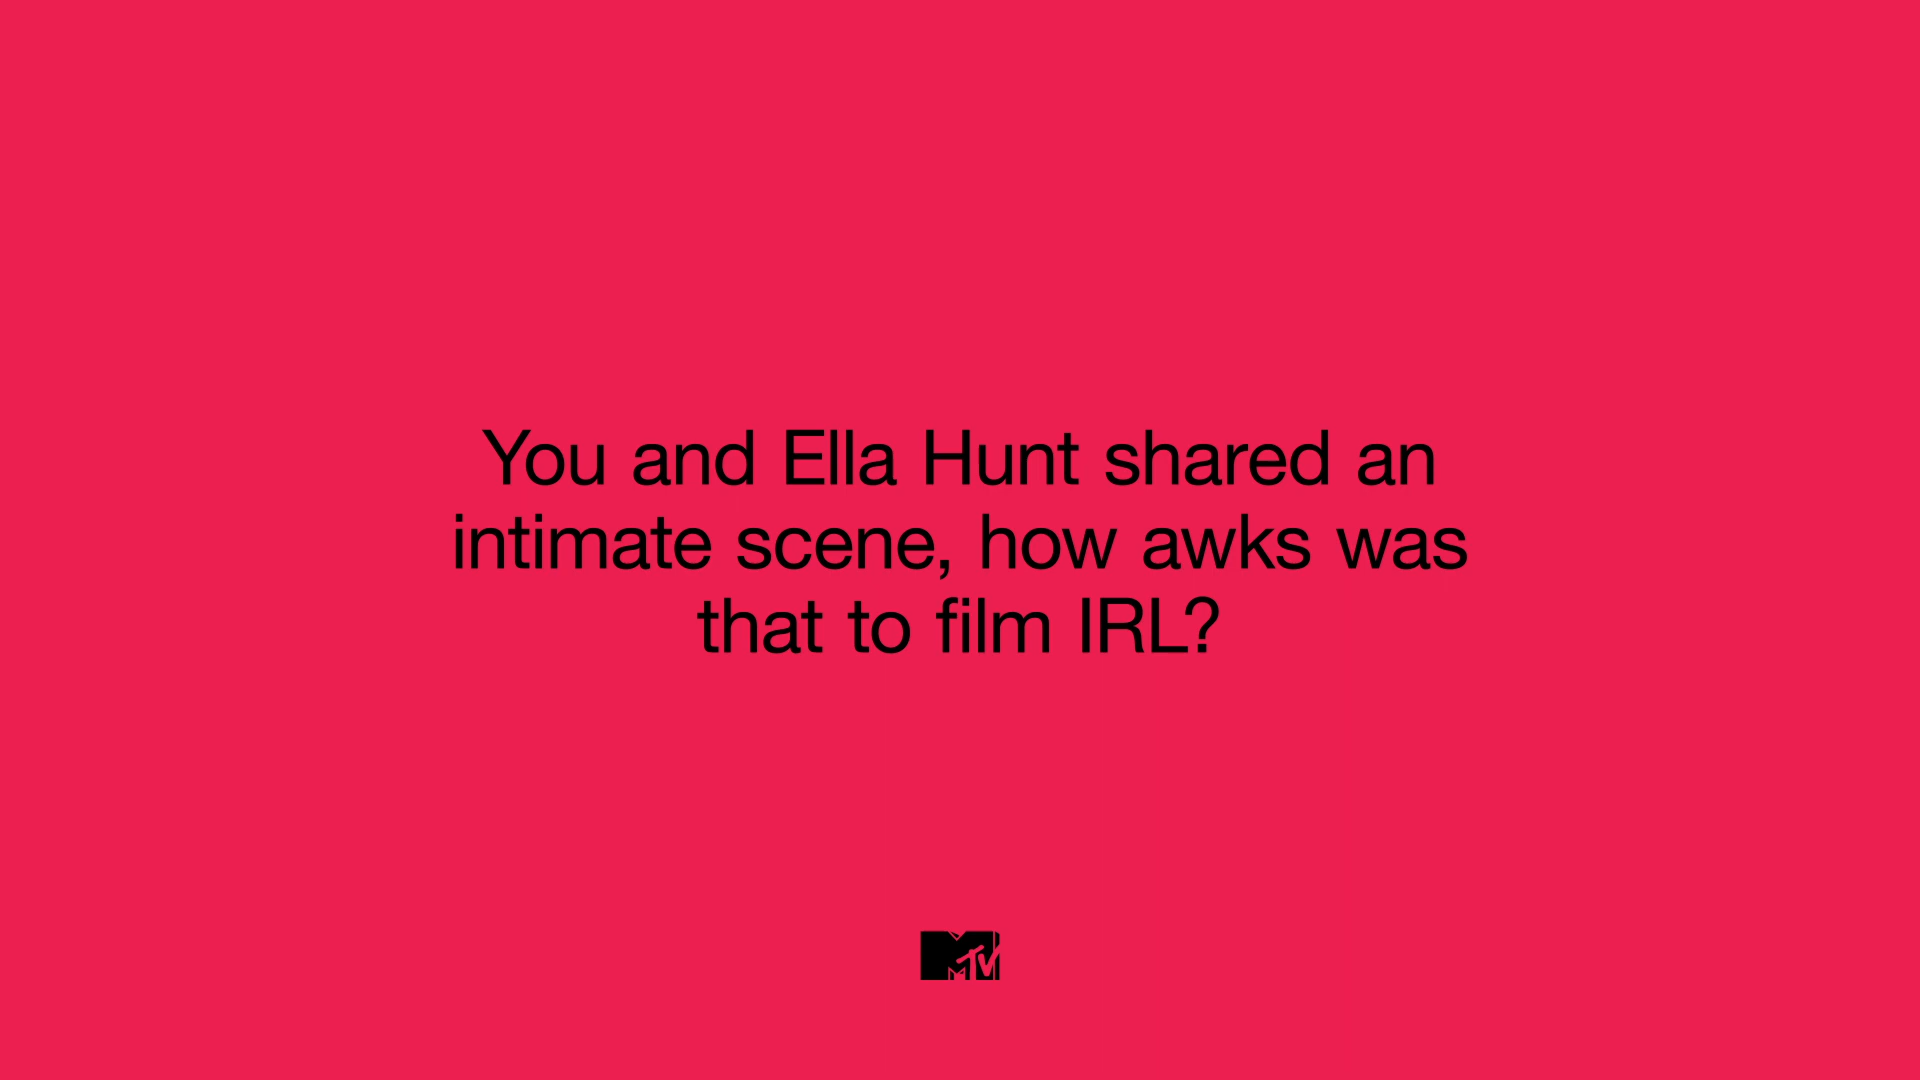 You and Ella Hunt shared an
intimate scene, how awks was
that to film IRL?
MTV